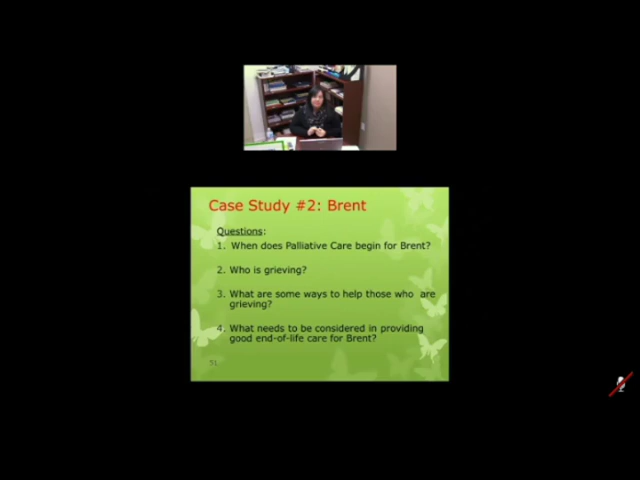 Case Study #2: Brent
Questions:
1. When does Palliative Care begin for Brent?
2. Who is grieving?
3. What are some ways to help those who are
grieving?
4. What needs to be considered in providing
good end-of-life care for Brent?
51